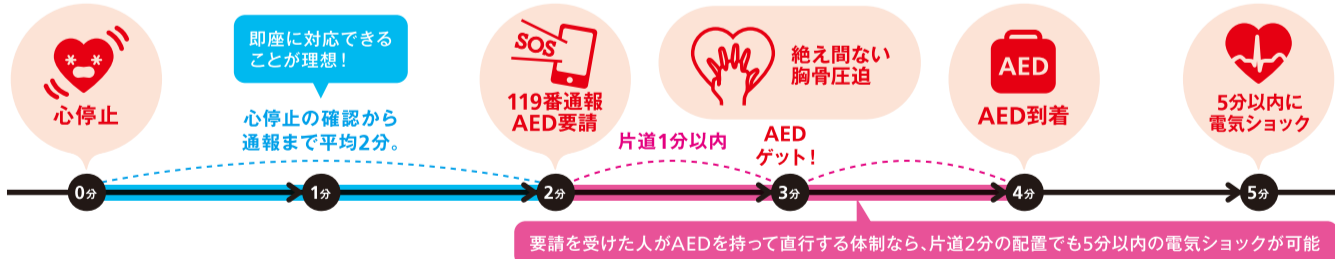 心停止
即座に対応できる
ことが理想！
心停止の確認から
通報まで平均2分。
SOS
119番通報
AED要請
絶え間ない
胸骨圧迫
片道1分以内
AED
ゲット！
AED
AED到着
5分以内に
電気ショック
0分
1分
2分
3分
4分
5分
要請を受けた人がAEDを持って直行する体制なら、片道2分の配置でも5分以内の電気ショックが可能